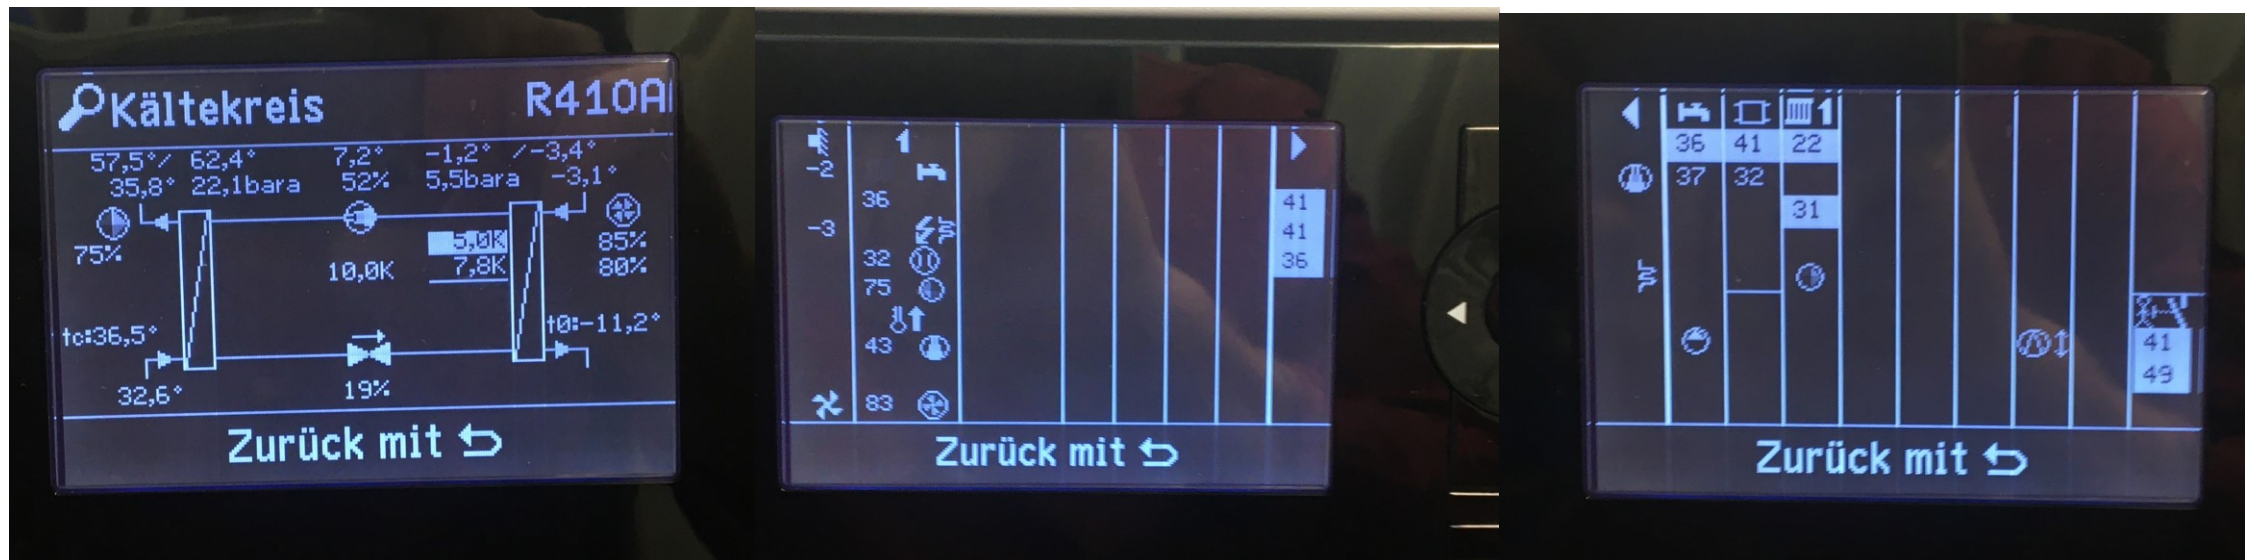 Kältekreis R410A
57,5°/ 62,4° 7,2° -1,2° /-3,4°
35,8° 22,1bara 52% 5,5bara -3,1°
75% 5,0K 85%
10,0K 7,8K 80%
tc:36,5° t0:-11,2°
32,6° 19%
Zurück mit
1
-2
36 41
-3 41
32 36
75
43
83
Zurück mit
1
36 41 22
37 32
31
41
49
Zurück mit